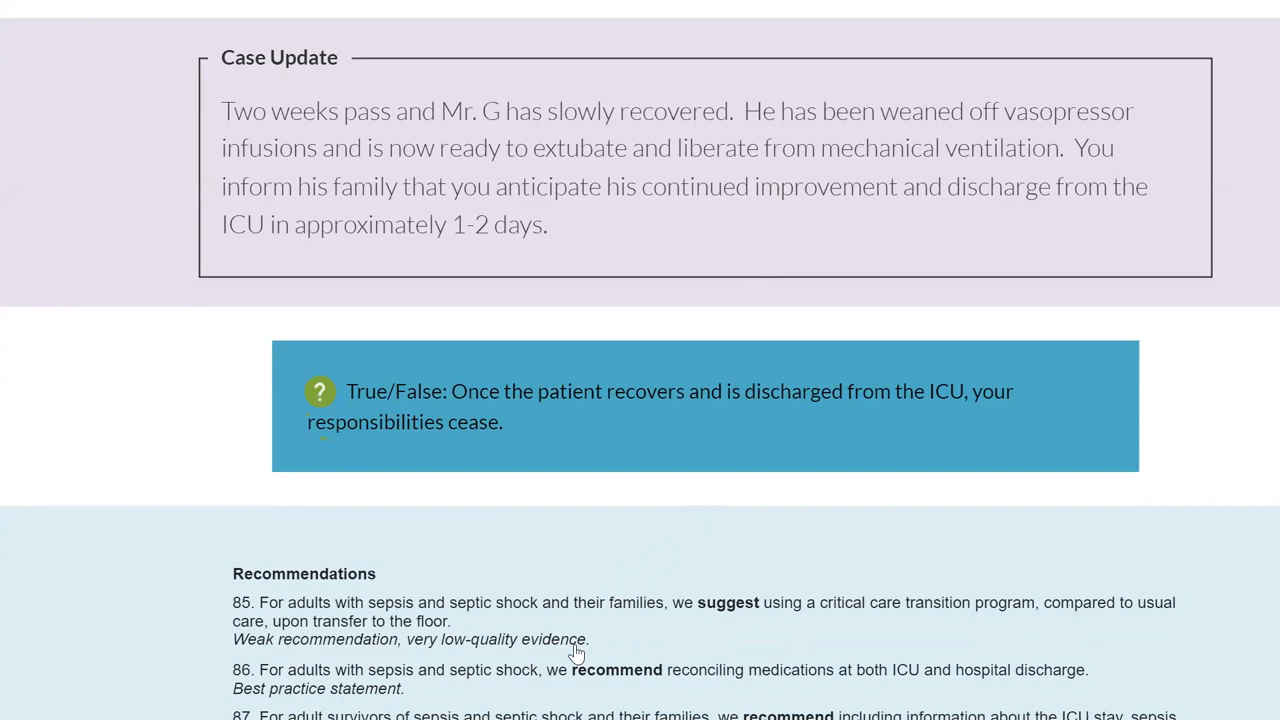 Case Update
Two weeks pass and Mr. G has slowly recovered. He has been weaned off vasopressor
infusions and is now ready to extubate and liberate from mechanical ventilation. You
inform his family that you anticipate his continued improvement and discharge from the
ICU in approximately 1-2 days.
? True/False: Once the patient recovers and is discharged from the ICU, your
responsibilities cease.
Recommendations
85. For adults with sepsis and septic shock and their families, we suggest using a critical care transition program, compared to usual
care, upon transfer to the floor.
Weak recommendation, very low-quality evidence.
86. For adults with sepsis and septic shock, we recommend reconciling medications at both ICU and hospital discharge.
Best practice statement.
87. For adult survivors of sepsis and septic shock and their families, we recommend including information about the ICU stay, sepsis